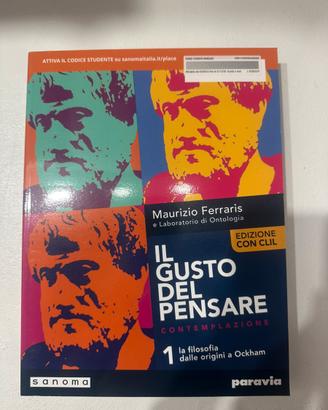 ATTIVA IL CODICE STUDENTE su sanomaitalia.it/place
Maurizio Ferraris
e Laboratorio di Ontologia
EDIZIONE
CON CLIL
IL
GUSTO
DEL
PENSARE
CONTEMPLAZIONE
1 la filosofia
dalle origini a Ockham
sanoma
paravia